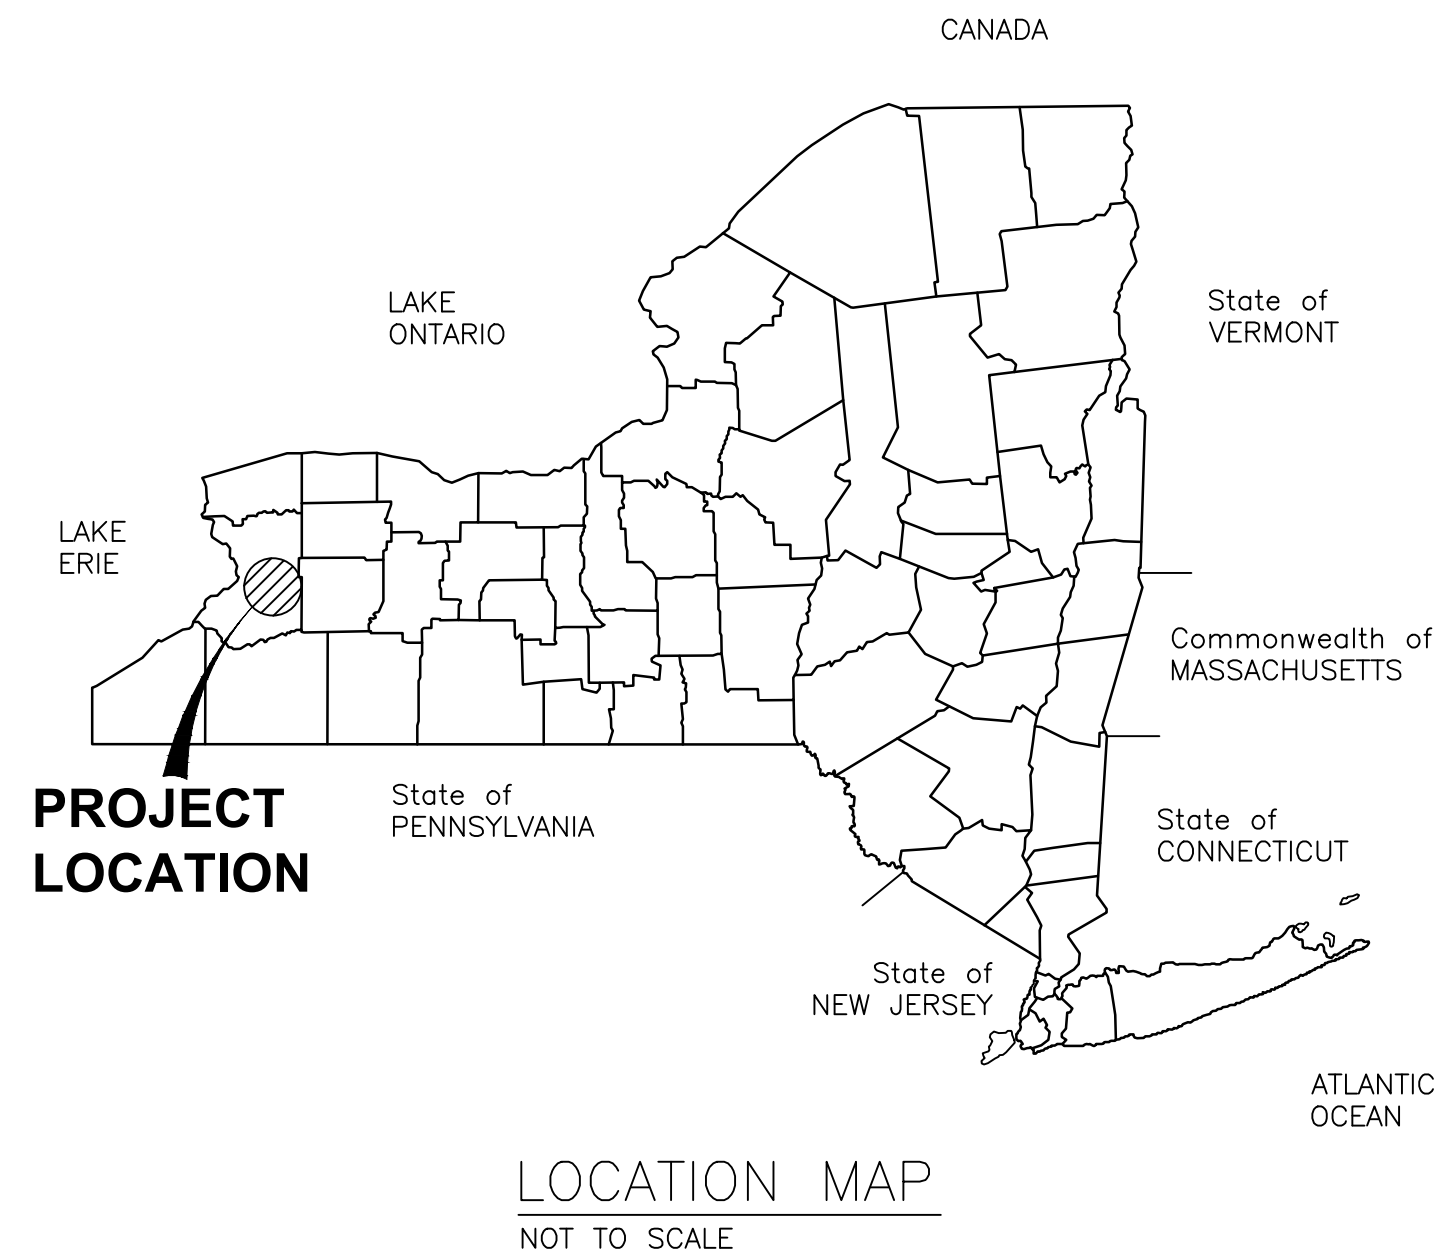 CANADA
LAKE
ONTARIO
State of
VERMONT
LAKE
ERIE
Commonwealth of
MASSACHUSETTS
PROJECT
LOCATION
State of
PENNSYLVANIA
State of
CONNECTICUT
State of
NEW JERSEY
ATLANTIC
OCEAN
LOCATION MAP
NOT TO SCALE